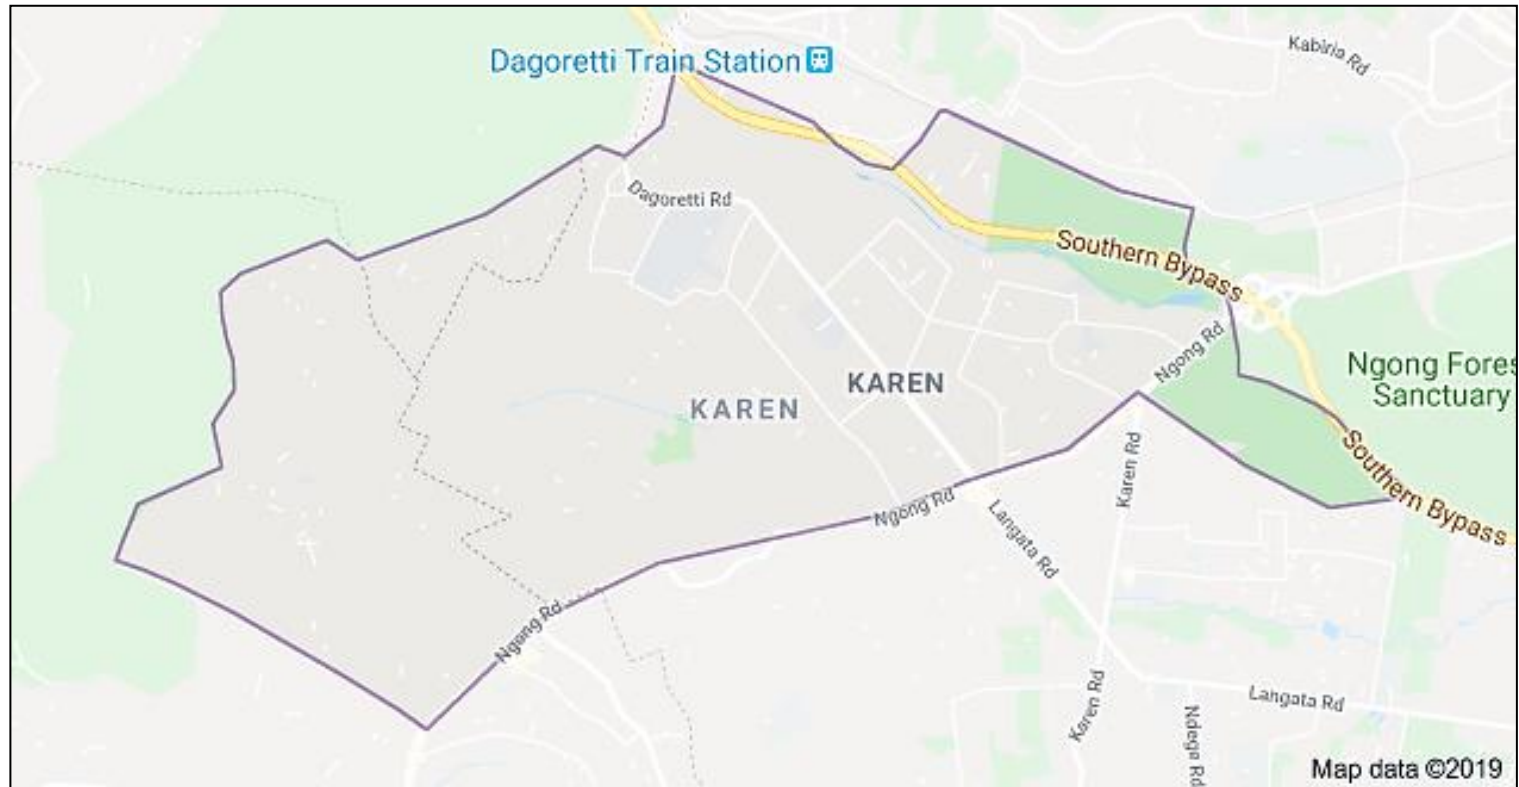 Kabiria Rd
Dagoretti Train Station
Dagoretti Rd
Southern Bypass
Ngong Rd
Ngong Fores
Sanctuary
KAREN
KAREN
Karen Rd
Southern Bypass
Ngong Rd
Langata Rd
Ngong Rd
Karen Rd
Langata Rd
Ndega Rd
Map data ©2019